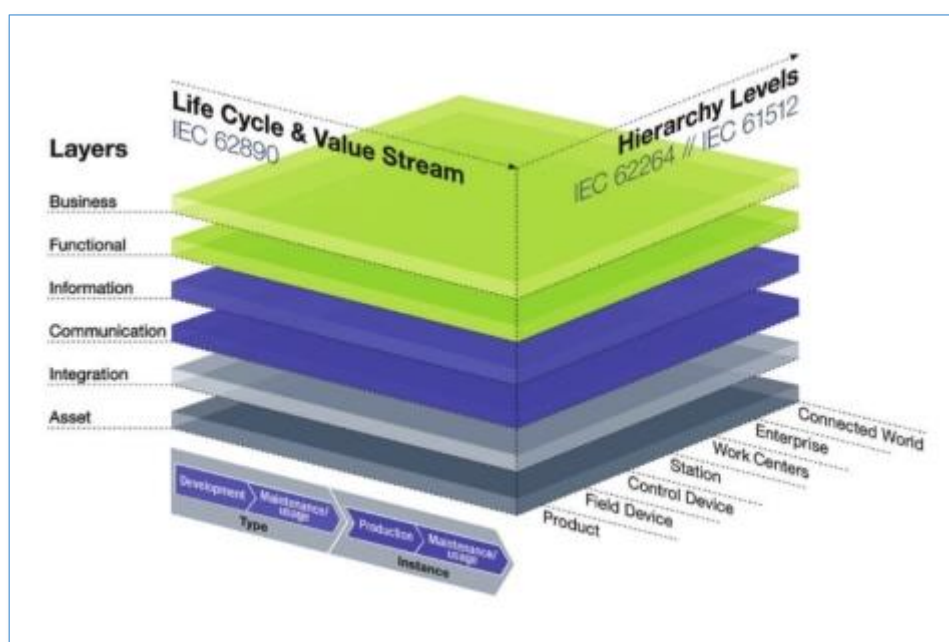 Life Cycle & Value Stream
IEC 62890
Hierarchy Levels
IEC 62264 // IEC 61512
Layers
Business
Functional
Information
Communication
Integration
Asset
Development
Maintenance/
usage
Type
Production
Maintenance/
usage
Instance
Connected World
Enterprise
Work Centers
Station
Control Device
Field Device
Product